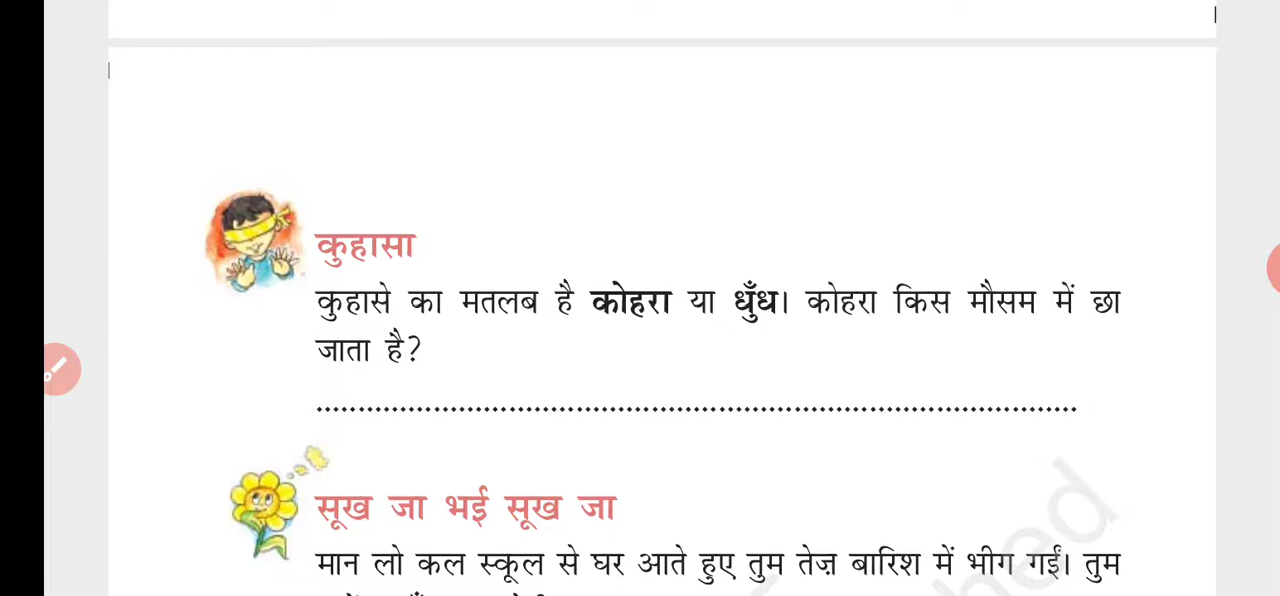 कुहासा
कुहासे का मतलब है कोहरा या धुँध। कोहरा किस मौसम में छा
जाता है?
................................................................................
सूख जा भई सूख जा
मान लो कल स्कूल से घर आते हुए तुम तेज़ बारिश में भीग गईं। तुम